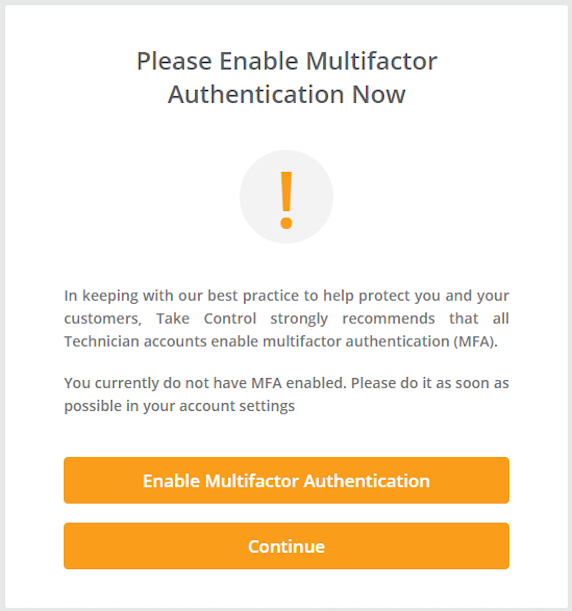 Please Enable Multifactor
Authentication Now
!
In keeping with our best practice to help protect you and your
customers, Take Control strongly recommends that all
Technician accounts enable multifactor authentication (MFA).
You currently do not have MFA enabled. Please do it as soon as
possible in your account settings
Enable Multifactor Authentication
Continue